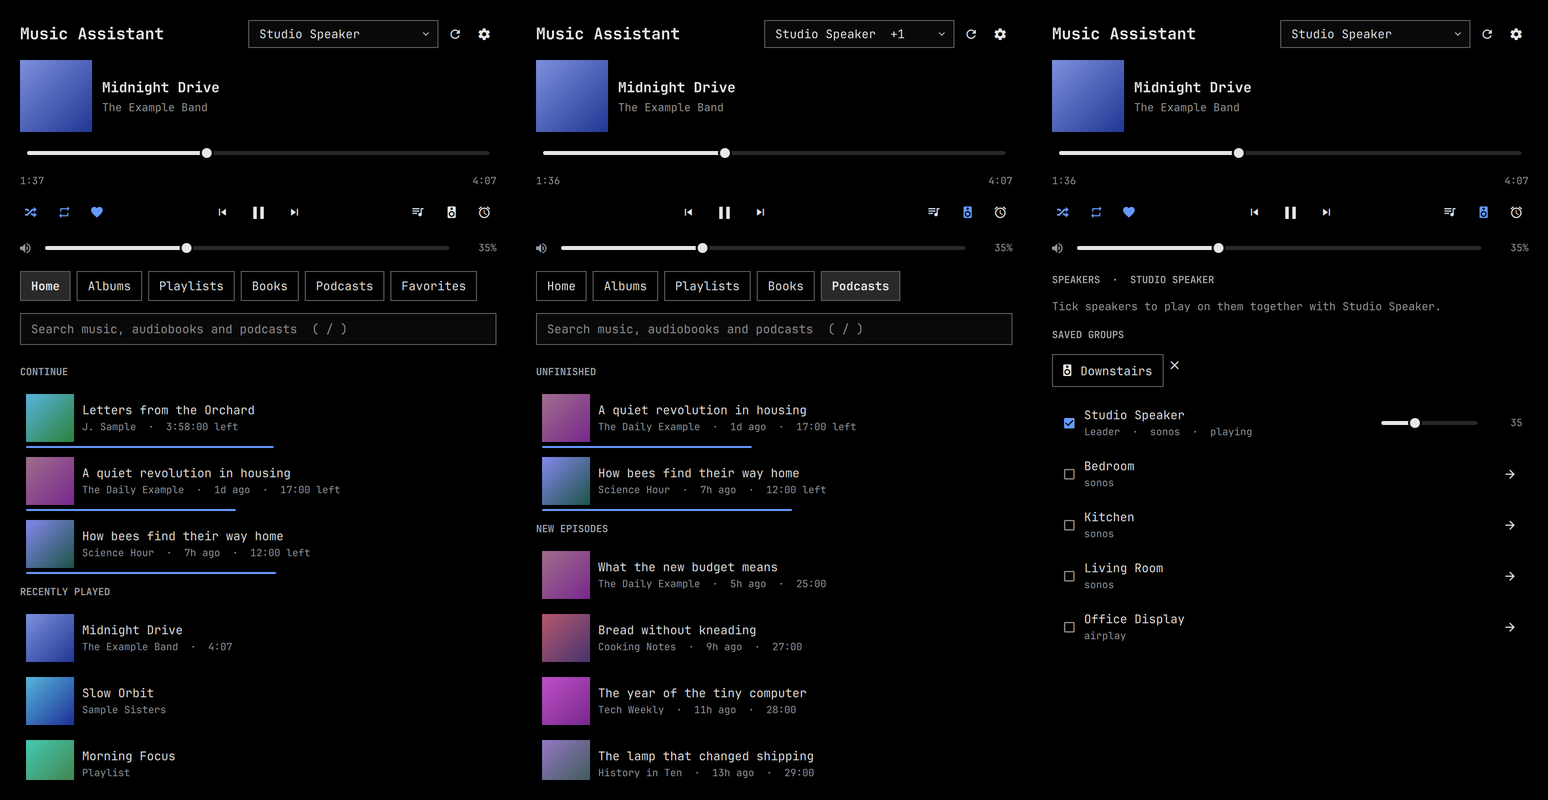 Music Assistant
Studio Speaker
Midnight Drive
The Example Band
1:37
4:07
35%
Home
Albums
Playlists
Books
Podcasts
Favorites
Search music, audiobooks and podcasts ( / )
CONTINUE
Letters from the Orchard
J. Sample · 3:58:00 left
A quiet revolution in housing
The Daily Example · 1d ago · 17:00 left
How bees find their way home
Science Hour · 7h ago · 12:00 left
RECENTLY PLAYED
Midnight Drive
The Example Band · 4:07
Slow Orbit
Sample Sisters
Morning Focus
Playlist
Music Assistant
Studio Speaker +1
Midnight Drive
The Example Band
1:36
4:07
35%
Home
Albums
Playlists
Books
Podcasts
Search music, audiobooks and podcasts ( / )
UNFINISHED
A quiet revolution in housing
The Daily Example · 1d ago · 17:00 left
How bees find their way home
Science Hour · 7h ago · 12:00 left
NEW EPISODES
What the new budget means
The Daily Example · 5h ago · 25:00
Bread without kneading
Cooking Notes · 9h ago · 27:00
The year of the tiny computer
Tech Weekly · 11h ago · 28:00
The lamp that changed shipping
History in Ten · 13h ago · 29:00
Music Assistant
Studio Speaker
Midnight Drive
The Example Band
1:36
4:07
35%
SPEAKERS · STUDIO SPEAKER
Tick speakers to play on them together with Studio Speaker.
SAVED GROUPS
Downstairs
Studio Speaker
Leader · sonos · playing
35
Bedroom
sonos
Kitchen
sonos
Living Room
sonos
Office Display
airplay